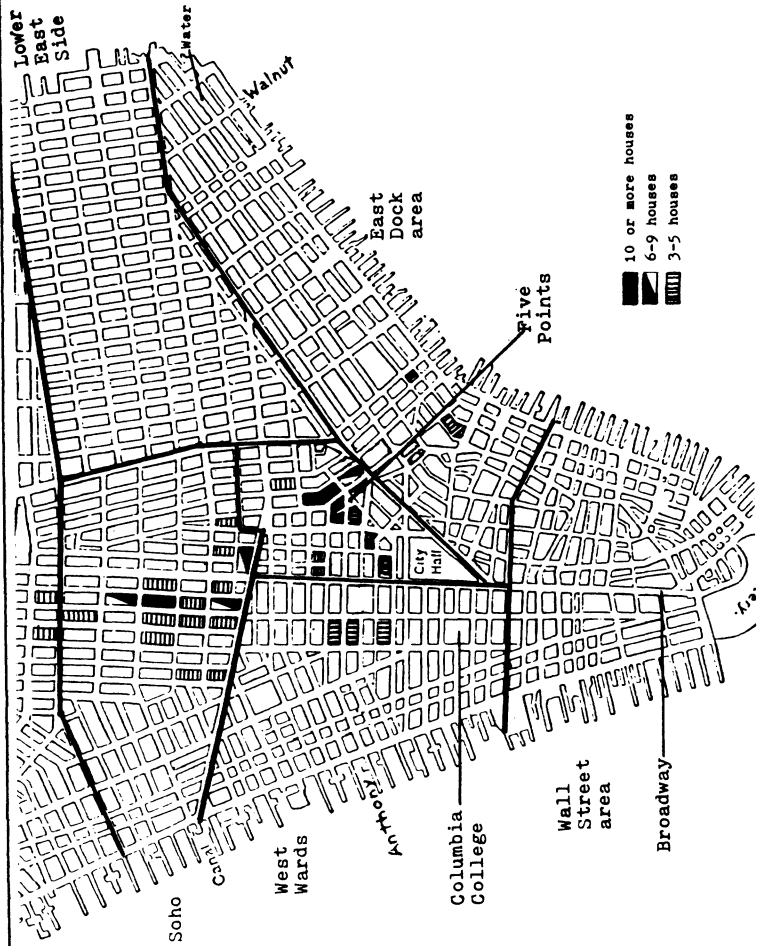 Lower
East
Side
Water
Walnut
East
Dock
area
Five
Points
10 or more houses
6-9 houses
3-5 houses
City
Hall
Soho
Canal
West
Wards
Anthony
Columbia
College
Wall
Street
area
Broadway